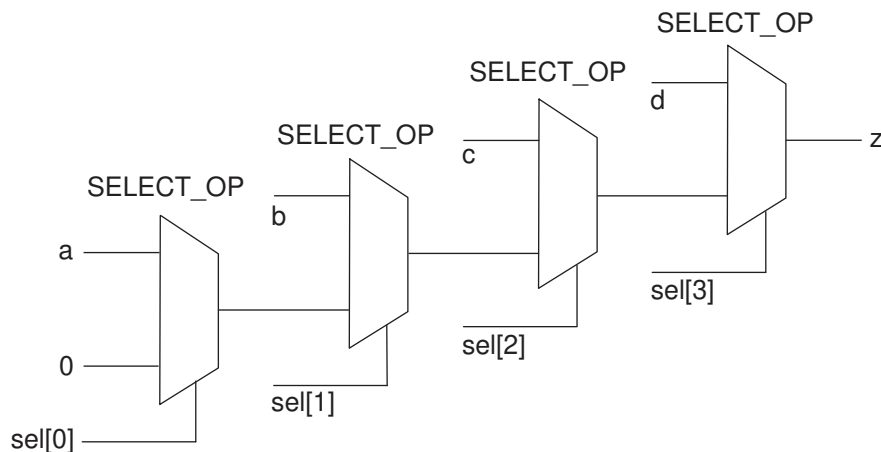 SELECT_OP
d
z
SELECT_OP
c
sel[3]
SELECT_OP
b
sel[2]
SELECT_OP
a
0
sel[1]
sel[0]